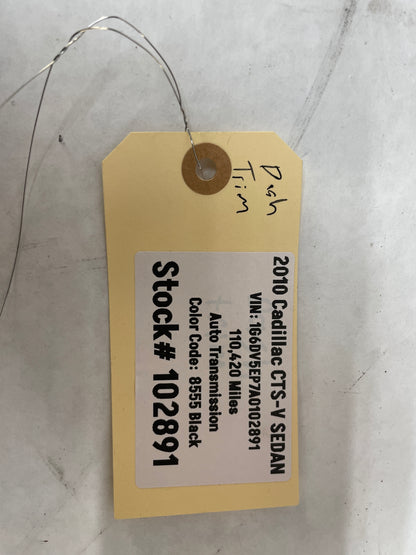 Dash
Trim
2010 Cadillac CTS-V SEDAN
VIN: 1G6DV5EP7A0102891
110,420 Miles
Auto Transmission
Color Code: 8555 Black
Stock# 102891